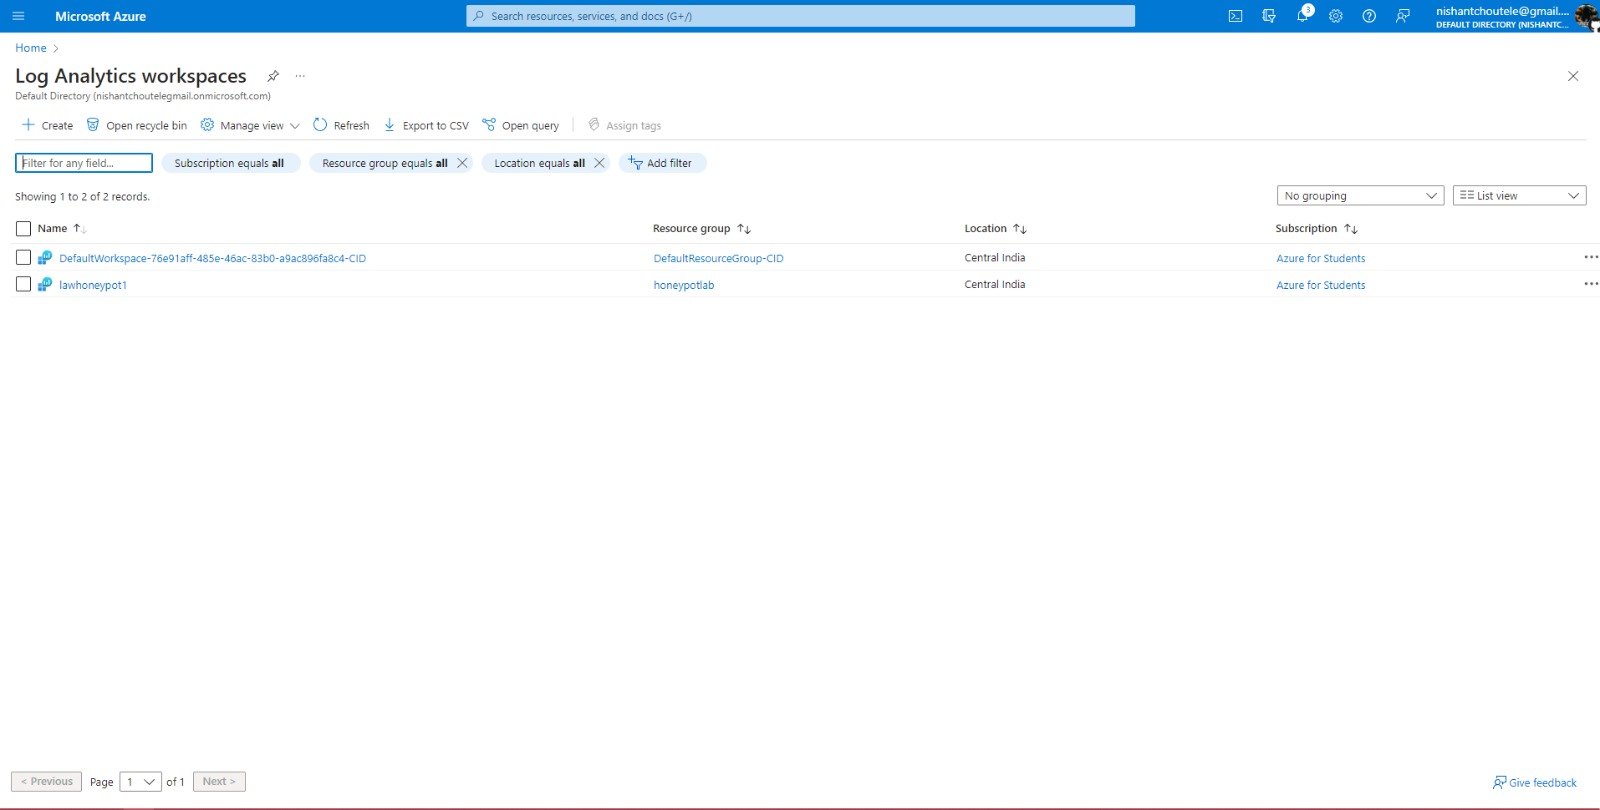 Microsoft Azure
Search resources, services, and docs (G+/)
3
nishantchoutele@gmail....
DEFAULT DIRECTORY (NISHANTC...
Home >
Log Analytics workspaces ...
Default Directory (nishantchoutelegmail.onmicrosoft.com)
Create Open recycle bin Manage view Refresh Export to CSV Open query Assign tags
Filter for any field... Subscription equals all Resource group equals all Location equals all Add filter
Showing 1 to 2 of 2 records.
No grouping List view
Name Resource group Location Subscription
DefaultWorkspace-76e91aff-485e-46ac-83b0-a9ac896fa8c4-CID DefaultResourceGroup-CID Central India Azure for Students
lawhoneypot1 honeypotlab Central India Azure for Students
< Previous Page 1 of 1 Next >
Give feedback